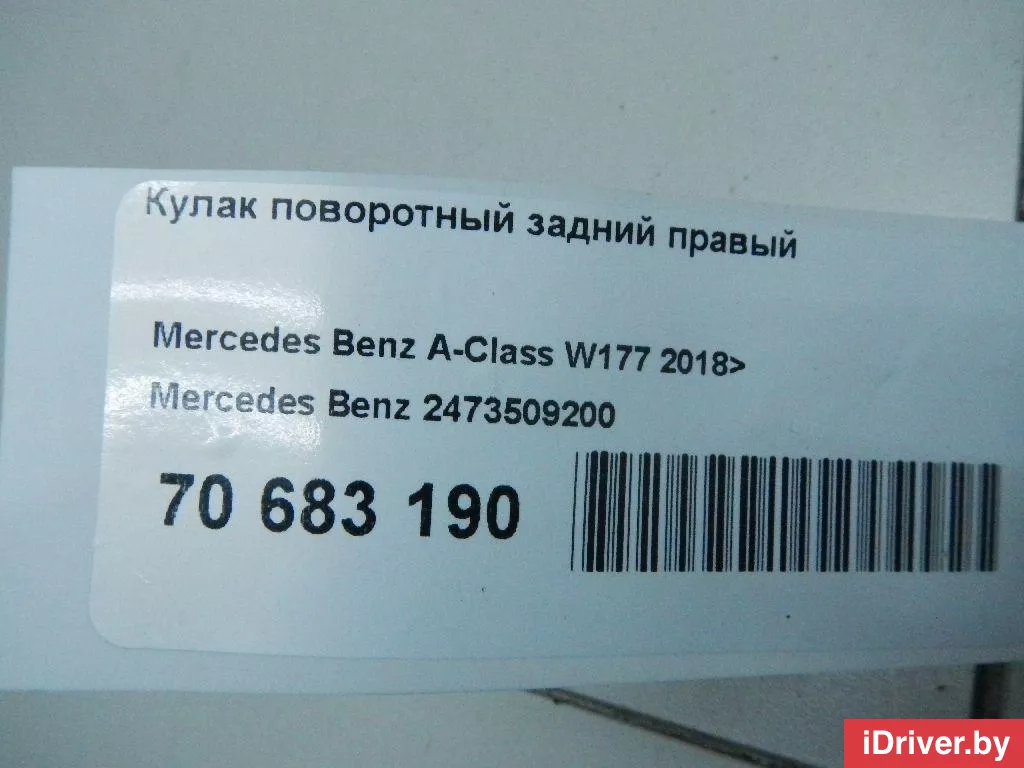 Кулак поворотный задний правый
Mercedes Benz A-Class W177 2018>
Mercedes Benz 2473509200
70 683 190
iDriver.by